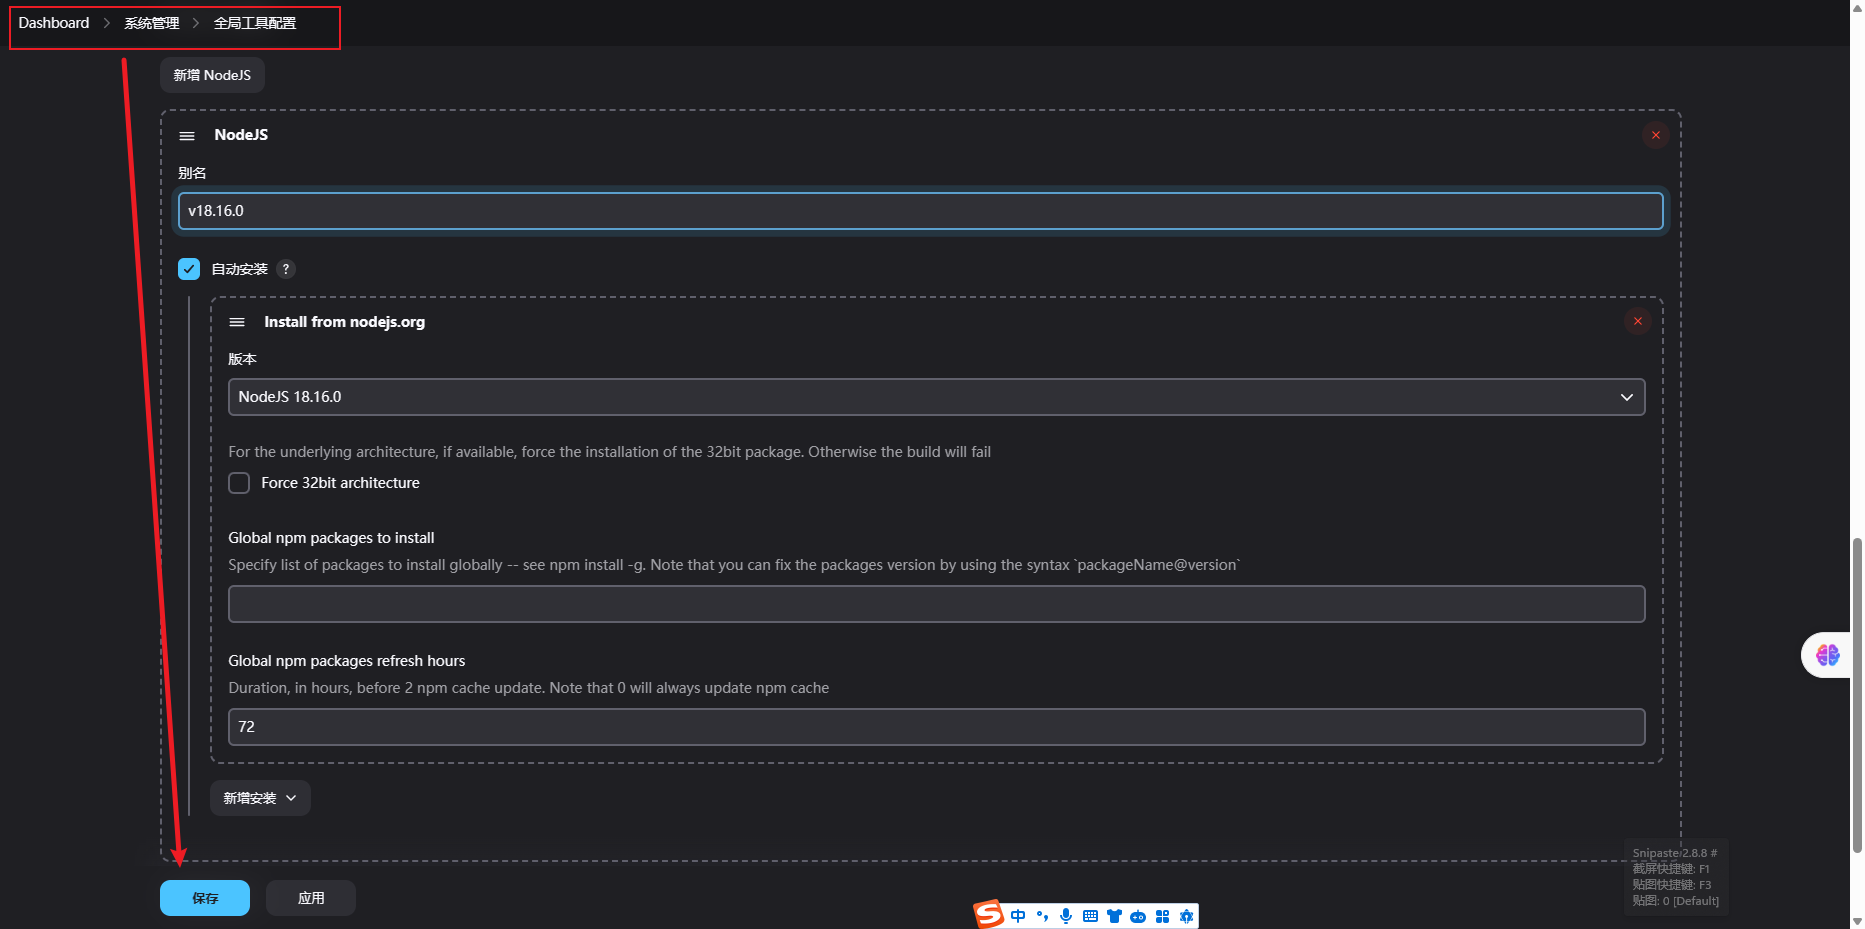 Dashboard > 系统管理 > 全局工具配置
新增 NodeJS
NodeJS
别名
v18.16.0
自动安装 ?
Install from nodejs.org
版本
NodeJS 18.16.0
For the underlying architecture, if available, force the installation of the 32bit package. Otherwise the build will fail
Force 32bit architecture
Global npm packages to install
Specify list of packages to install globally -- see npm install -g. Note that you can fix the packages version by using the syntax `packageName@version`
Global npm packages refresh hours
Duration, in hours, before 2 npm cache update. Note that 0 will always update npm cache
72
新增安装
Snipaste 2.8.8 #
截屏快捷键: F1
贴图快捷键: F3
贴图: 0 [Default]
保存
应用
S 中